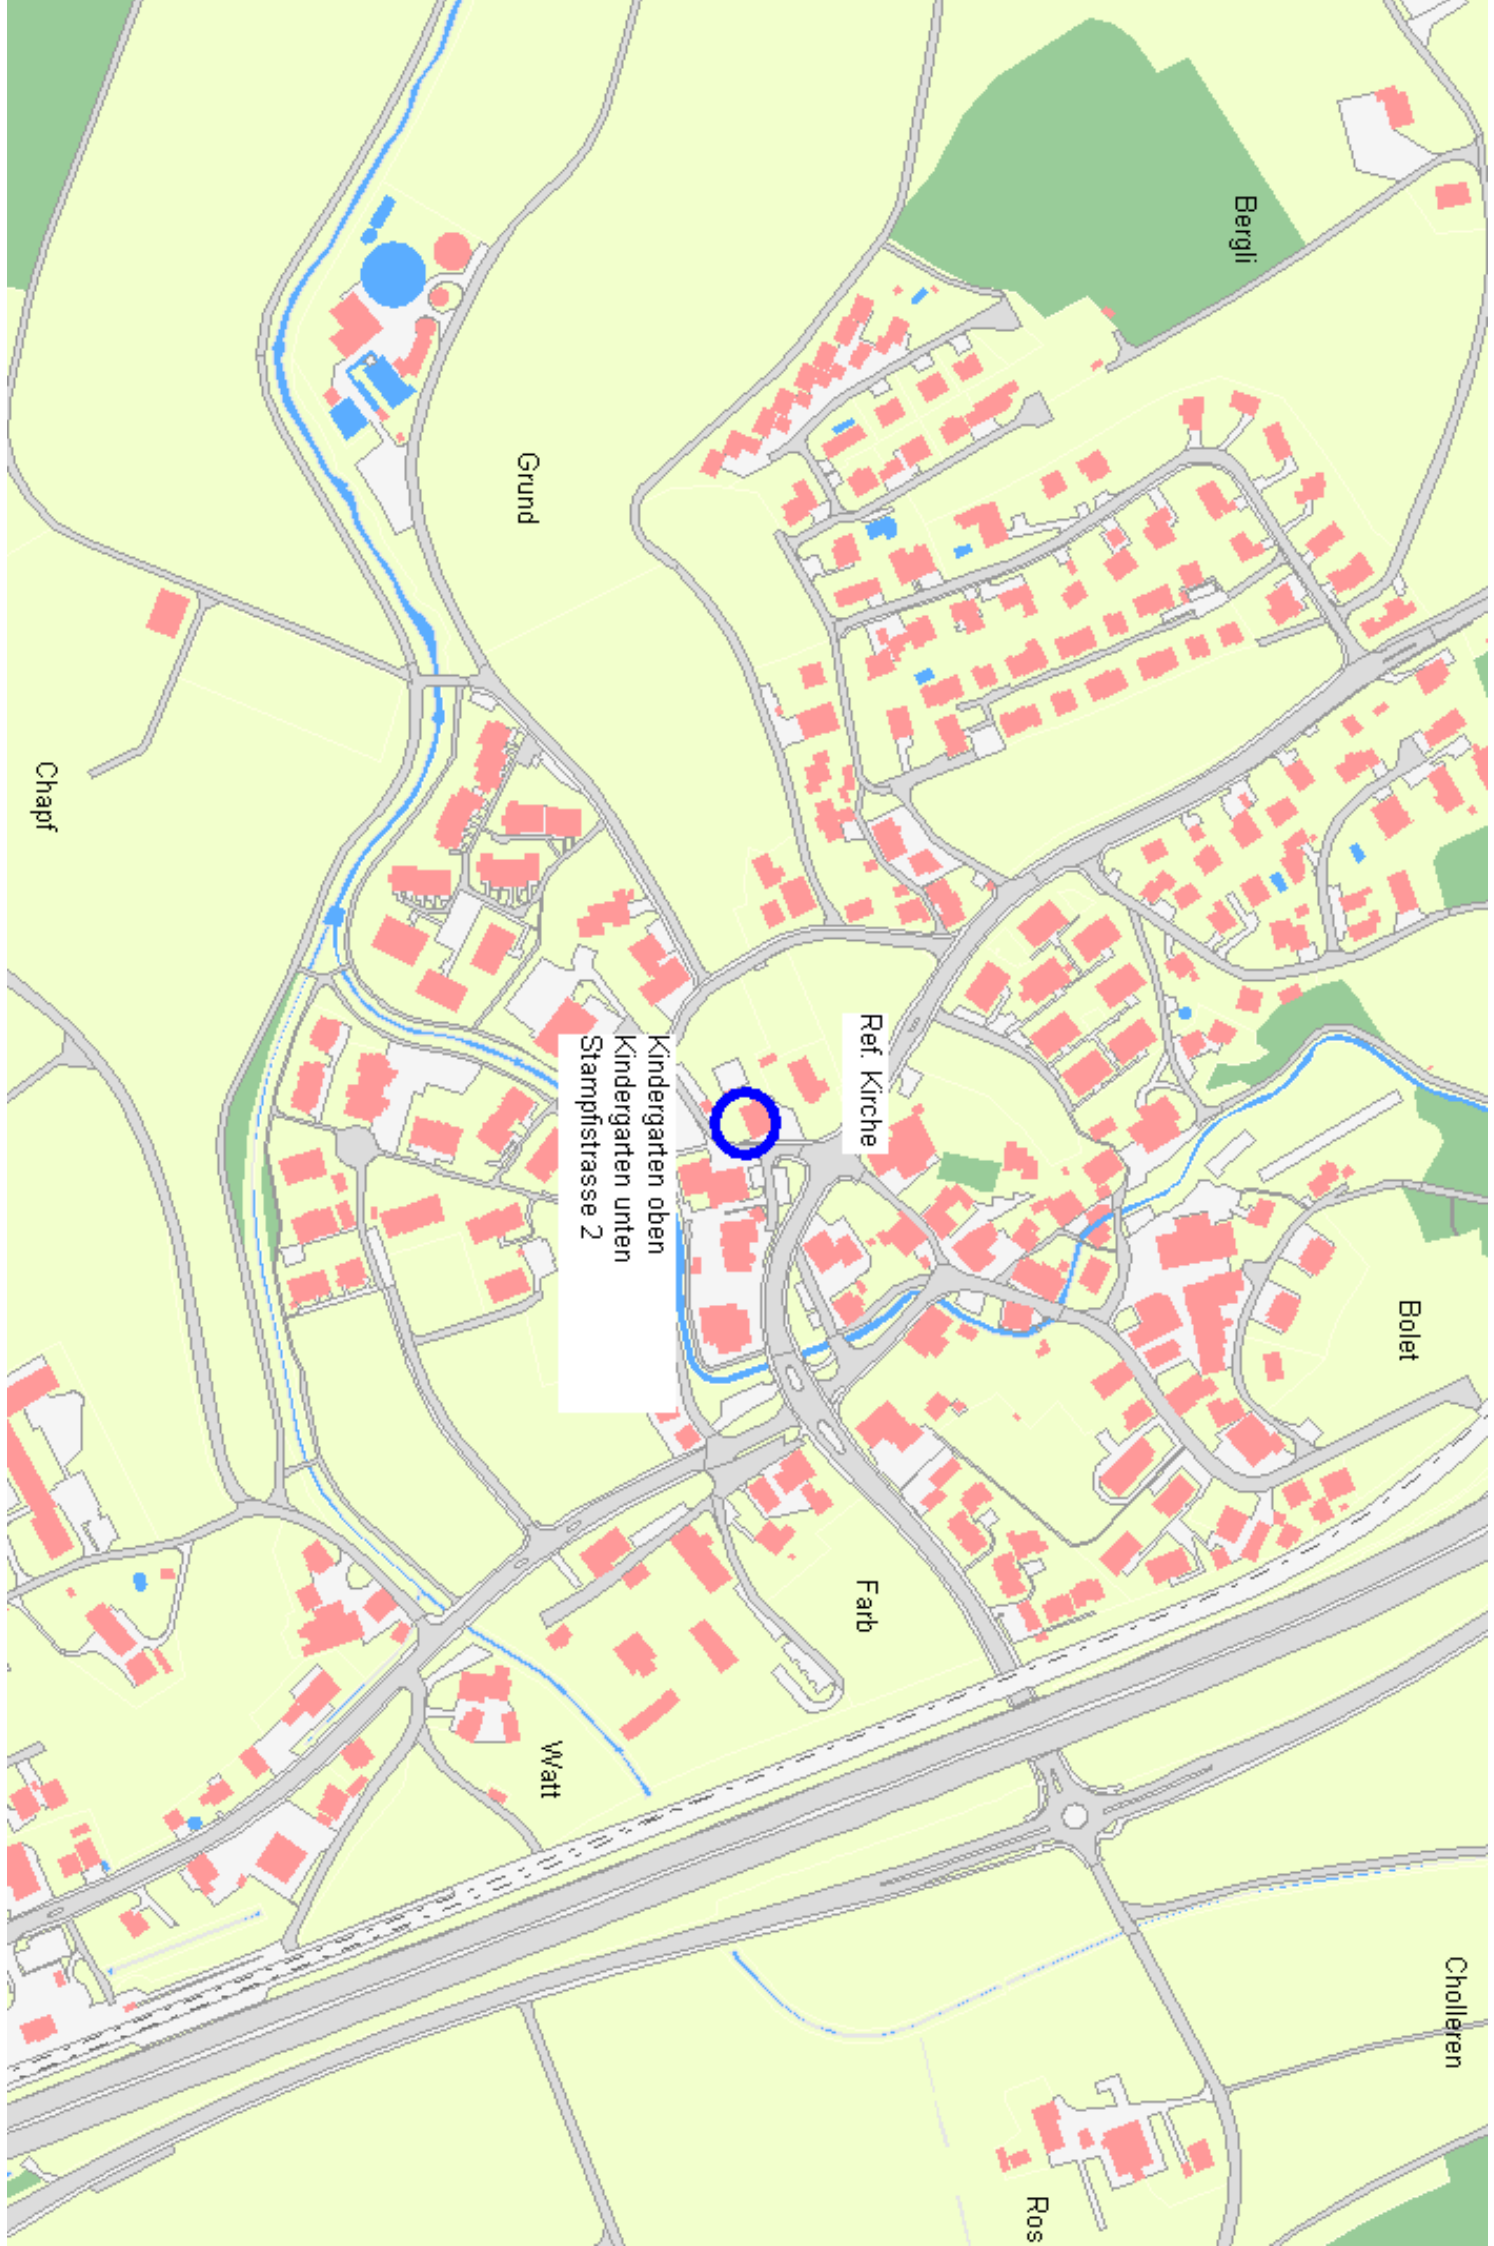 Bergli
Grund
Chapf
Ref. Kirche
Kindergarten oben
Kindergarten unten
Stampfistrasse 2
Bolet
Farb
Watt
Cholleren
Ros